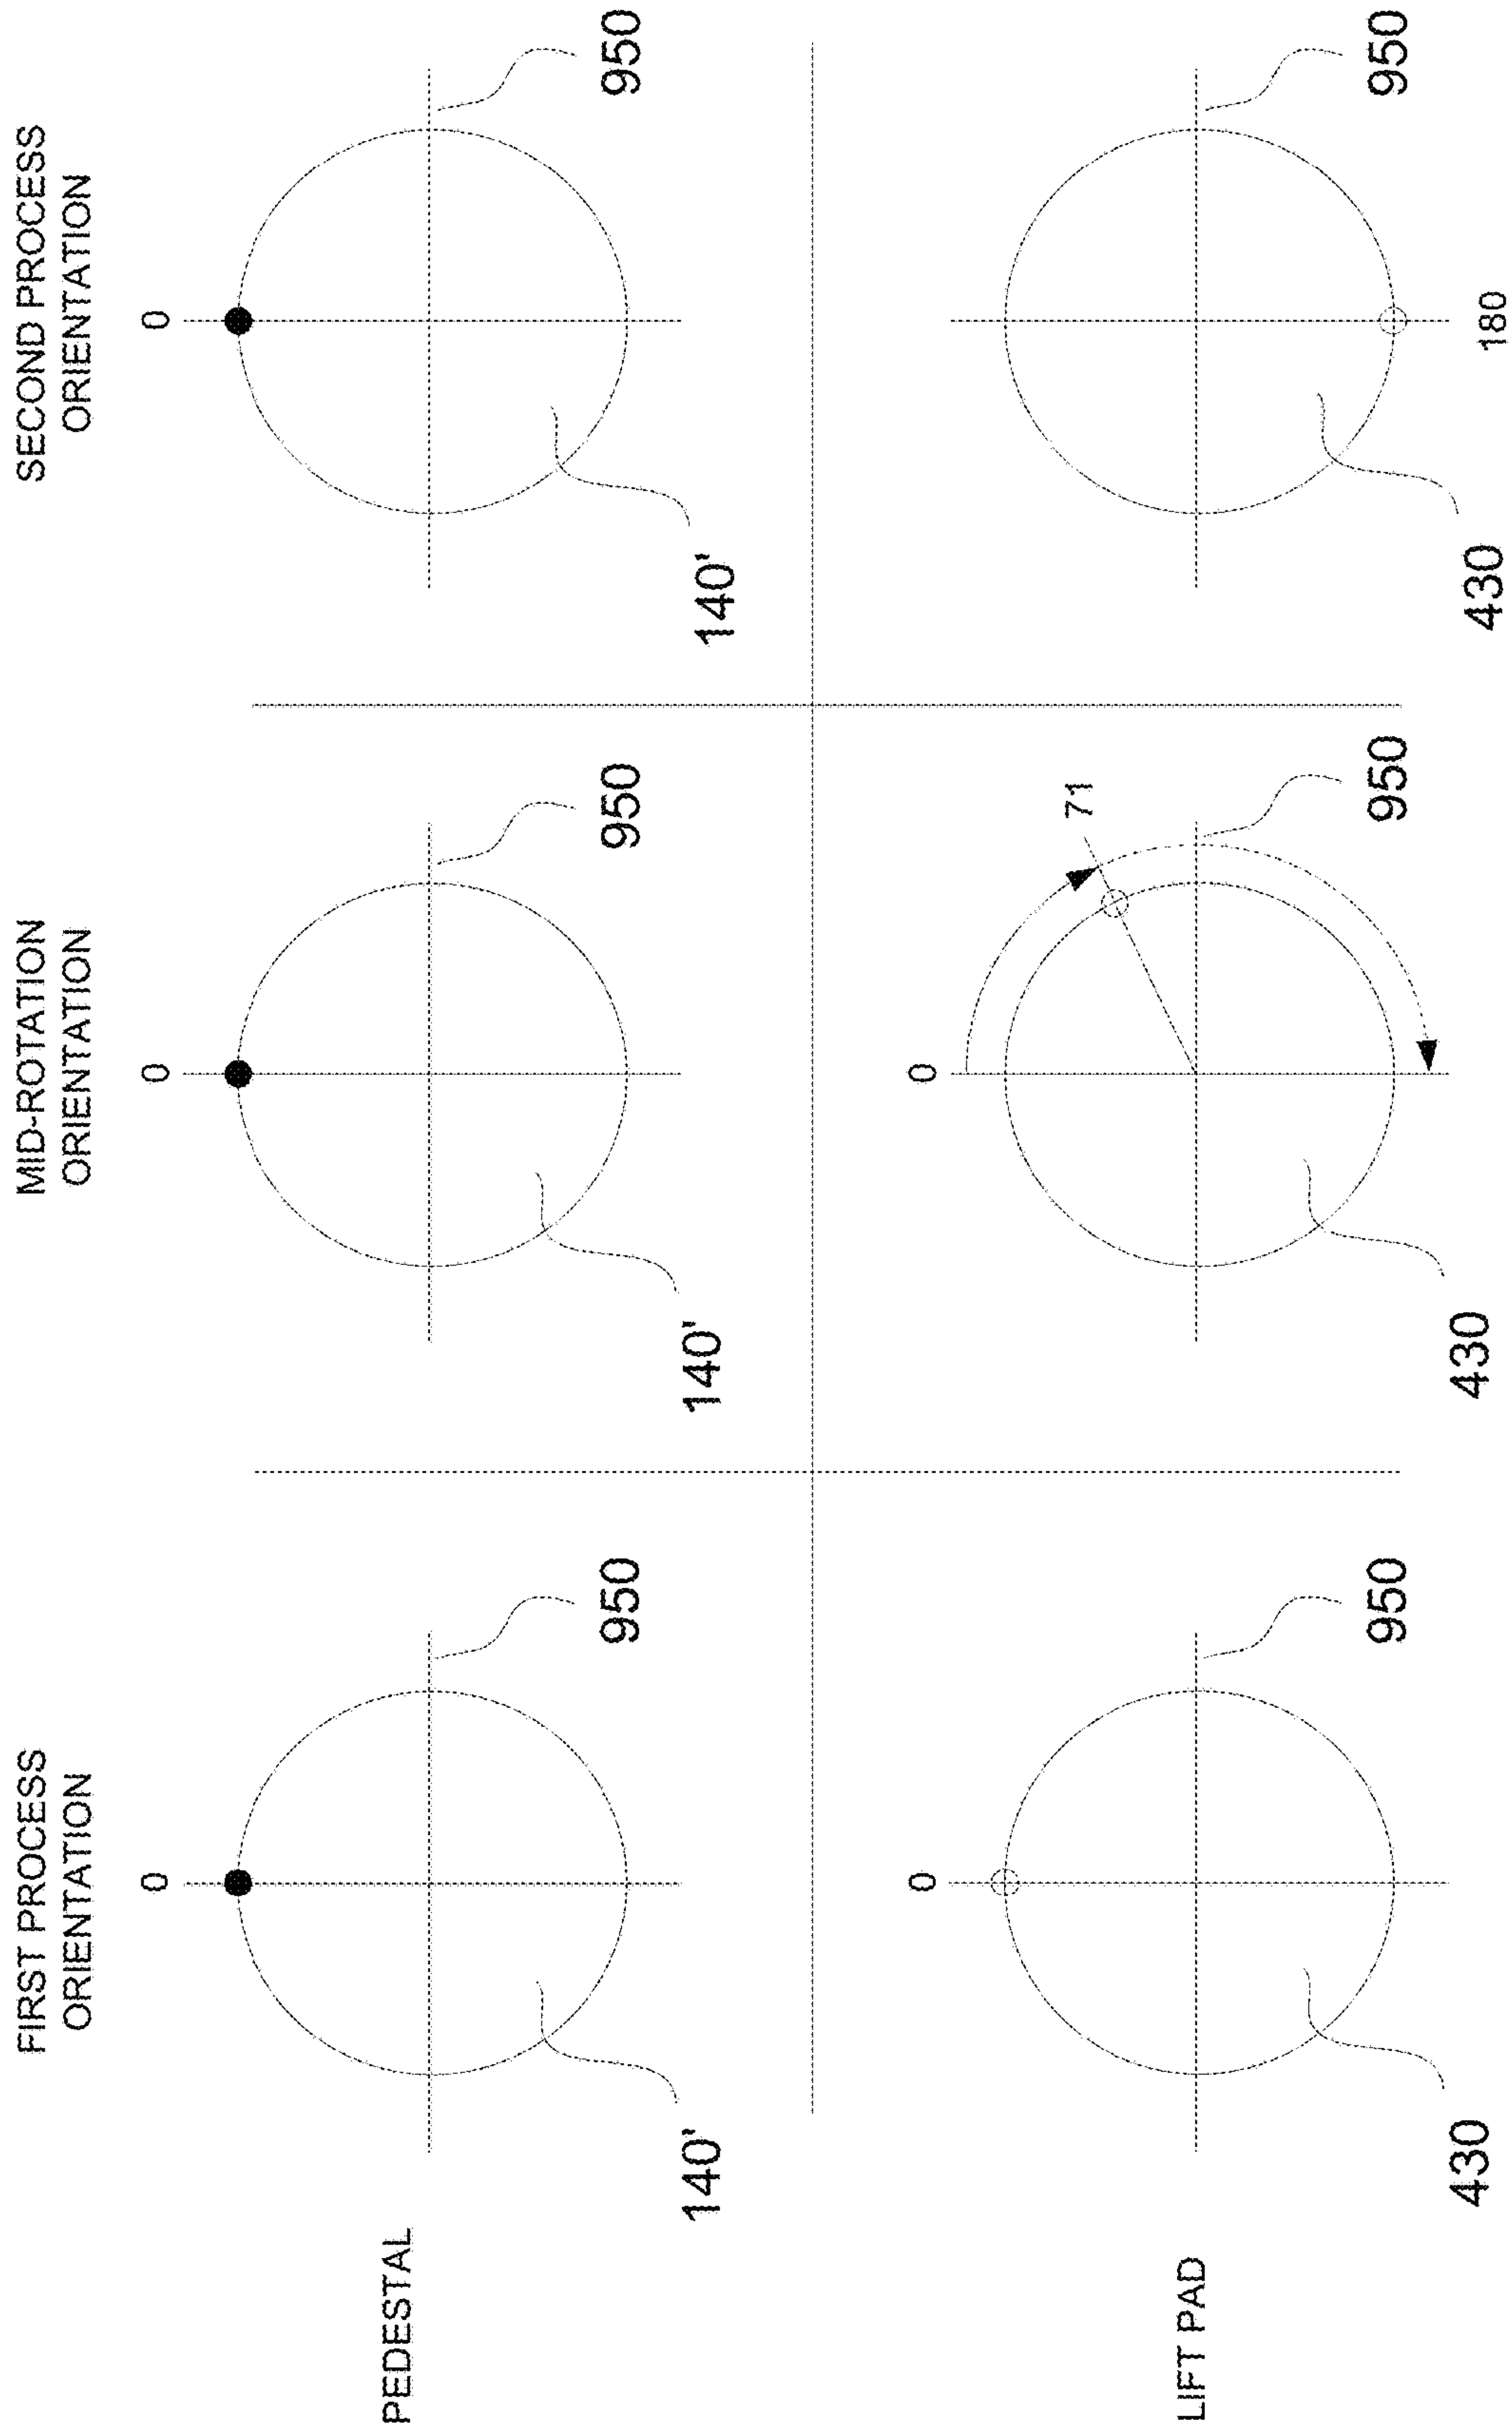 FIRST PROCESS
ORIENTATION
MID-ROTATION
ORIENTATION
SECOND PROCESS
ORIENTATION
PEDESTAL
0
950
140'
0
950
140'
0
950
140'
LIFT PAD
0
950
430
0
71
950
430
950
430
180